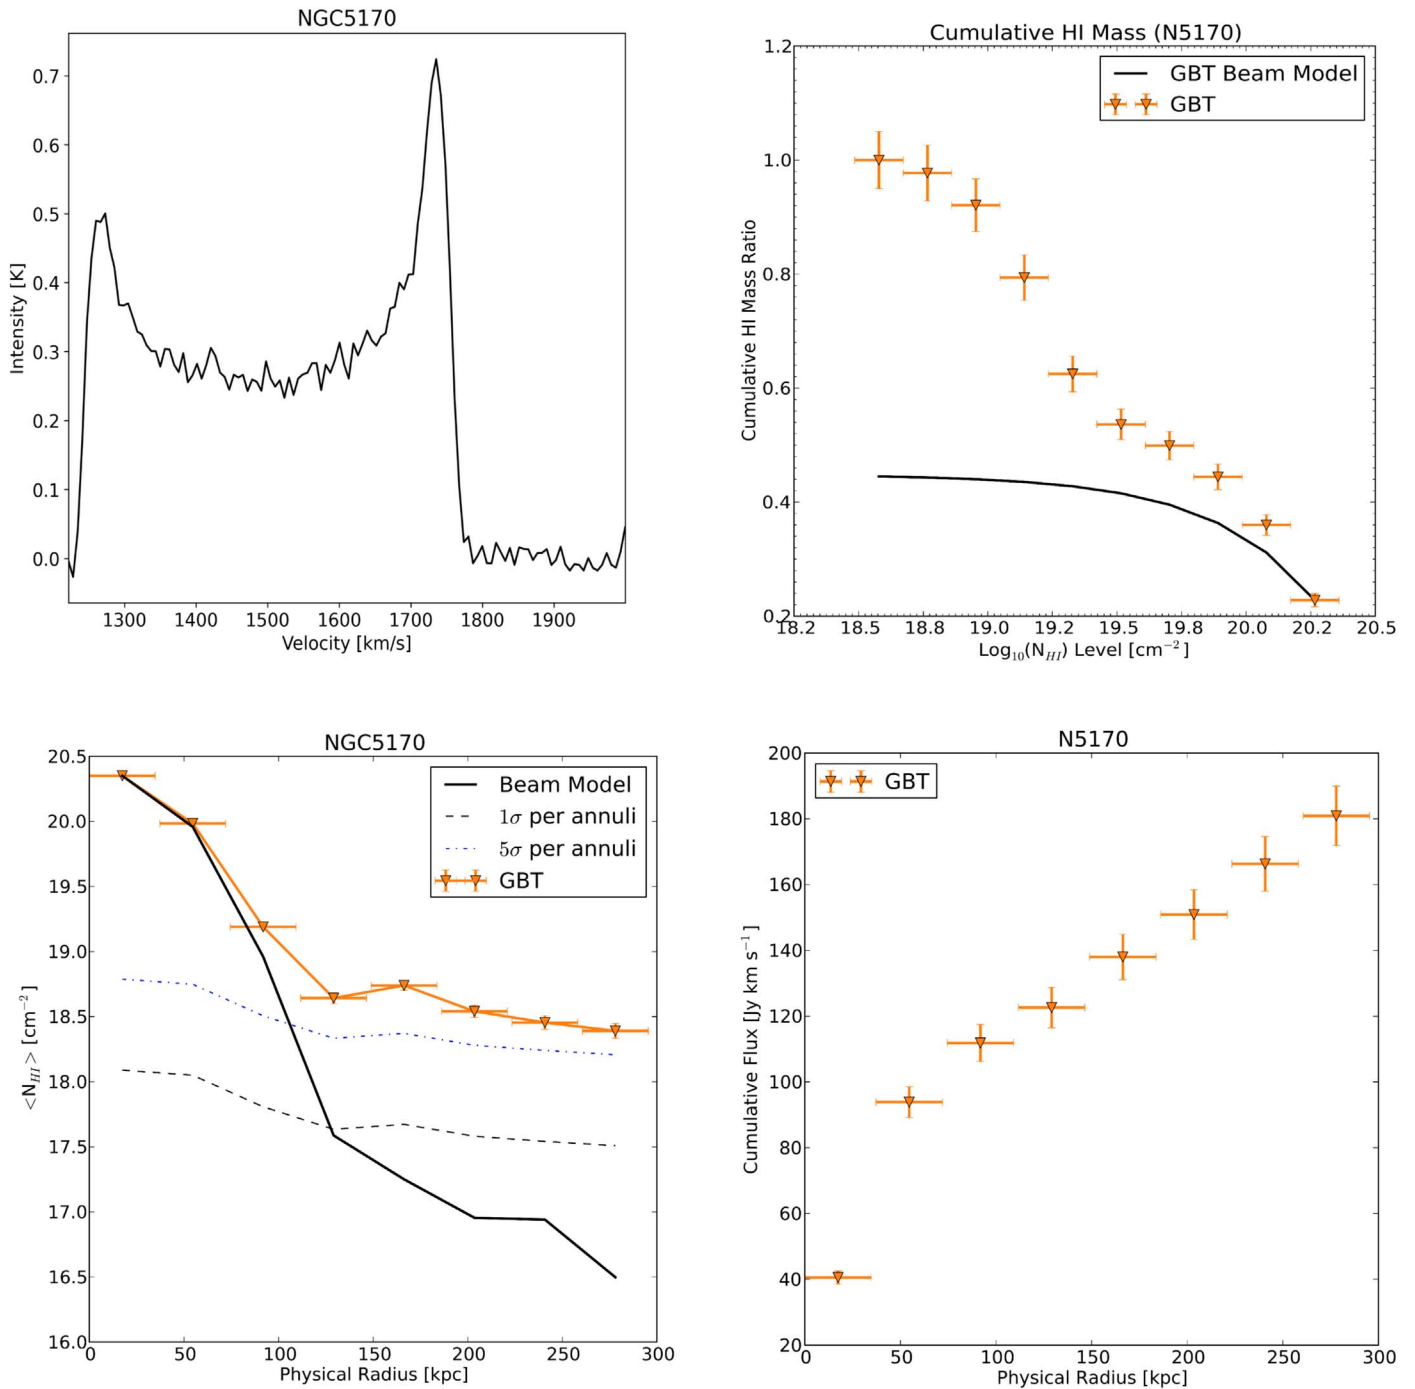 NGC5170
0.7
0.6
0.5
0.4
0.3
0.2
0.1
0.0
Intensity [K]
1300 1400 1500 1600 1700 1800 1900
Velocity [km/s]
Cumulative HI Mass (N5170)
GBT Beam Model
GBT
1.2
1.0
0.8
0.6
0.4
0.2
Cumulative HI Mass Ratio
18.2 18.5 18.8 19.0 19.2 19.5 19.8 20.0 20.2 20.5
Log₁₀(N_HI) Level [cm⁻²]
NGC5170
Beam Model
1σ per annuli
5σ per annuli
GBT
20.5
20.0
19.5
19.0
18.5
18.0
17.5
17.0
16.5
16.0
<N_HI> [cm⁻²]
0 50 100 150 200 250 300
Physical Radius [kpc]
N5170
GBT
200
180
160
140
120
100
80
60
40
20
Cumulative Flux [Jy km s⁻¹]
0 50 100 150 200 250 300
Physical Radius [kpc]